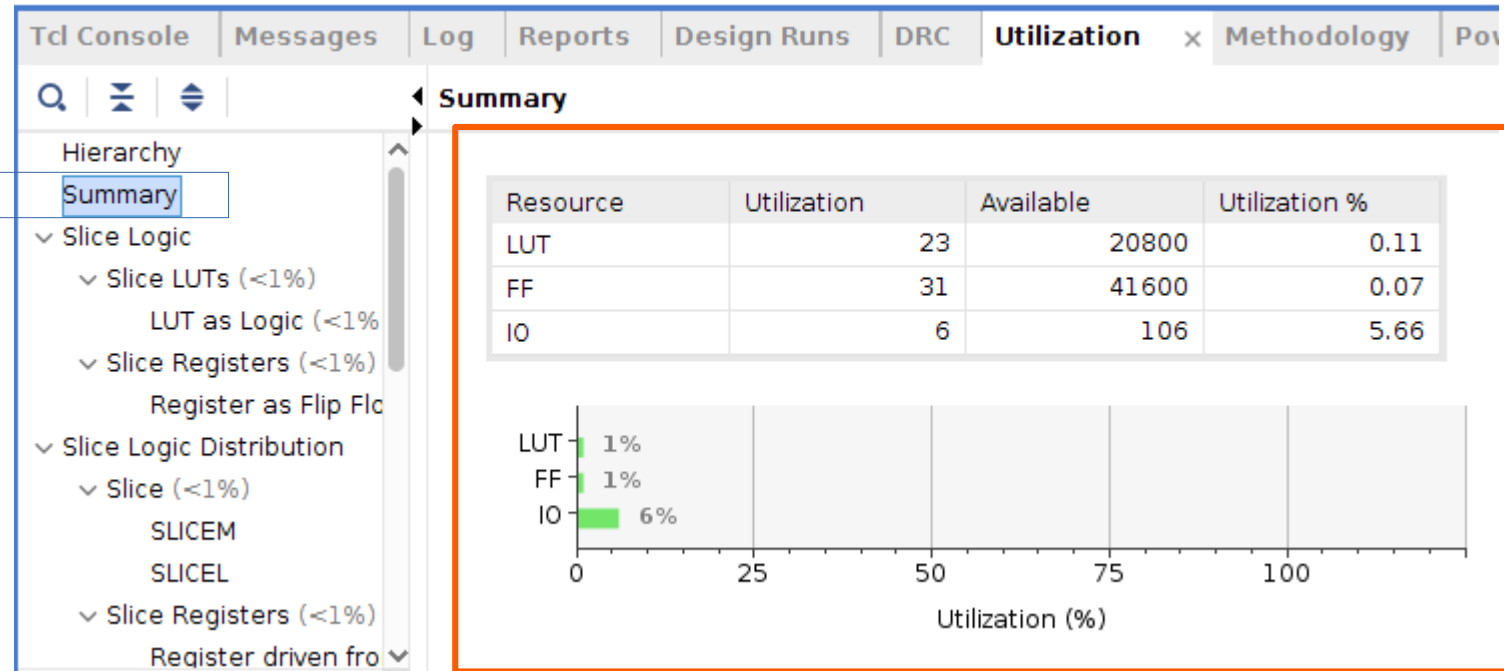 Tcl Console Messages Log Reports Design Runs DRC Utilization × Methodology
Summary
Hierarchy
Summary
Slice Logic
Slice LUTs (<1%)
LUT as Logic (<1%
Slice Registers (<1%)
Register as Flip Flo
Slice Logic Distribution
Slice (<1%)
SLICEM
SLICEL
Slice Registers (<1%)
Register driven fro
Resource Utilization Available Utilization %
LUT 23 20800 0.11
FF 31 41600 0.07
IO 6 106 5.66
LUT 1%
FF 1%
IO 6%
0 25 50 75 100
Utilization (%)